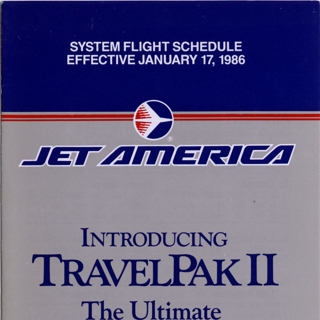 SYSTEM FLIGHT SCHEDULE
EFFECTIVE JANUARY 17, 1986
JET AMERICA
INTRODUCING
TRAVELPAK II
The Ultimate